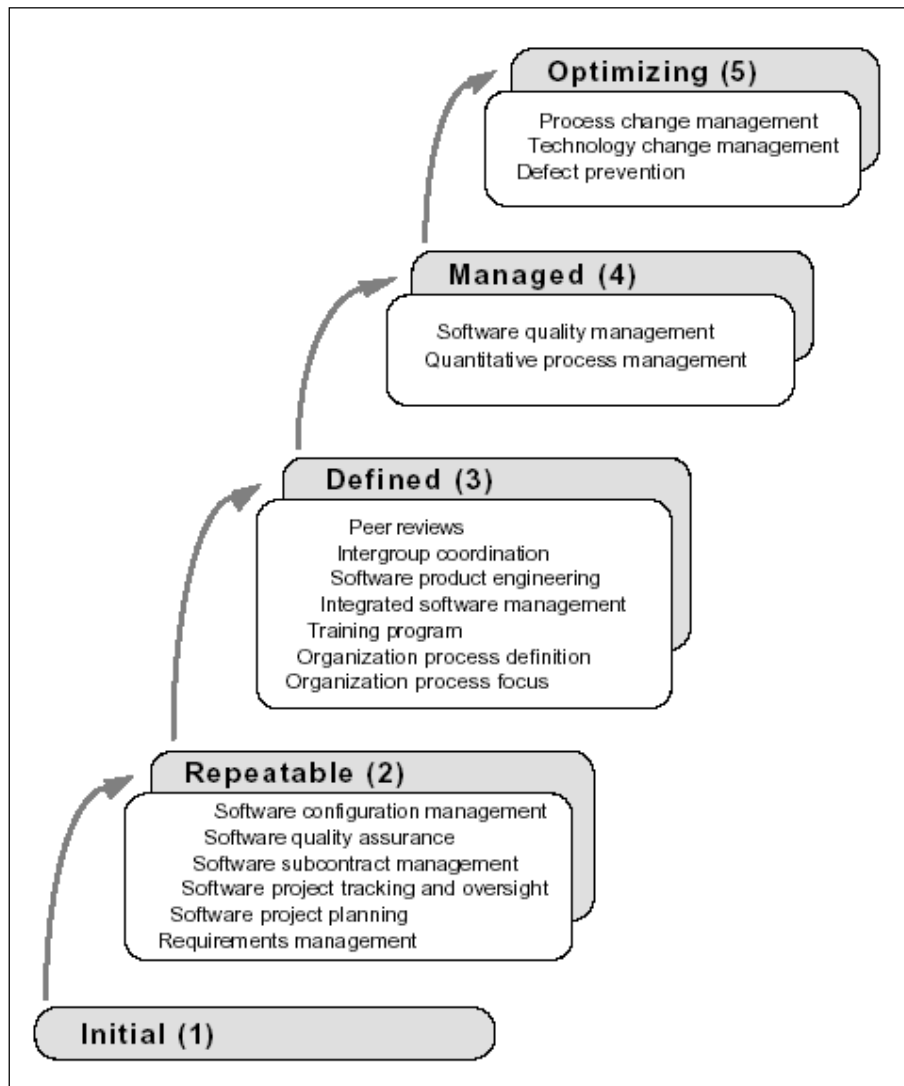 Optimizing (5)
Process change management
Technology change management
Defect prevention
Managed (4)
Software quality management
Quantitative process management
Defined (3)
Peer reviews
Intergroup coordination
Software product engineering
Integrated software management
Training program
Organization process definition
Organization process focus
Repeatable (2)
Software configuration management
Software quality assurance
Software subcontract management
Software project tracking and oversight
Software project planning
Requirements management
Initial (1)